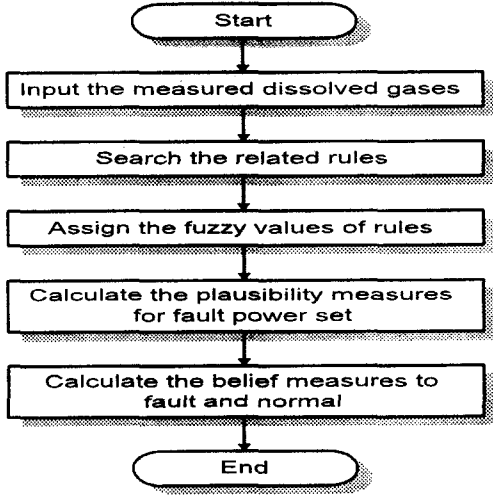 Start
Input the measured dissolved gases
Search the related rules
Assign the fuzzy values of rules
Calculate the plausibility measures
for fault power set
Calculate the belief measures to
fault and normal
End